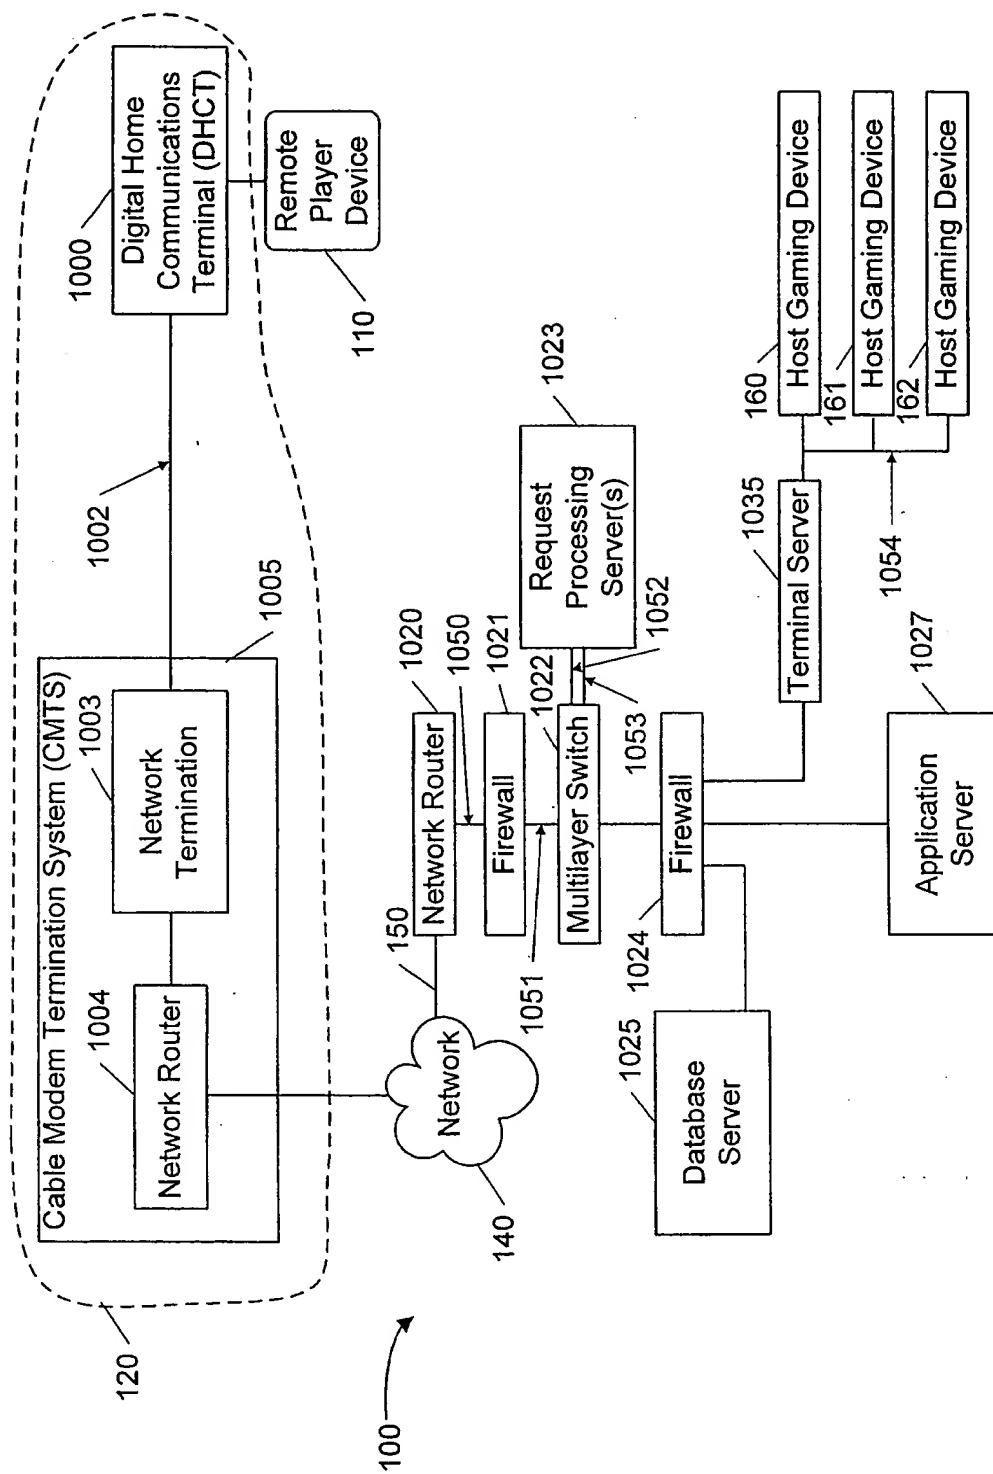 Cable Modem Termination System (CMTS)
1004
Network Router
1003
Network
Termination
1005
1002
1000
Digital Home
Communications
Terminal (DHCT)
Remote
Player
Device
110
120
100
Network
140
150
Network Router
1020
1050
Firewall
1021
1051
Multilayer Switch
1022
1053
1052
Request
Processing
Server(s)
1023
Firewall
1024
1025
Database
Server
Application
Server
1027
Terminal Server
1035
1054
160
Host Gaming Device
161
Host Gaming Device
162
Host Gaming Device